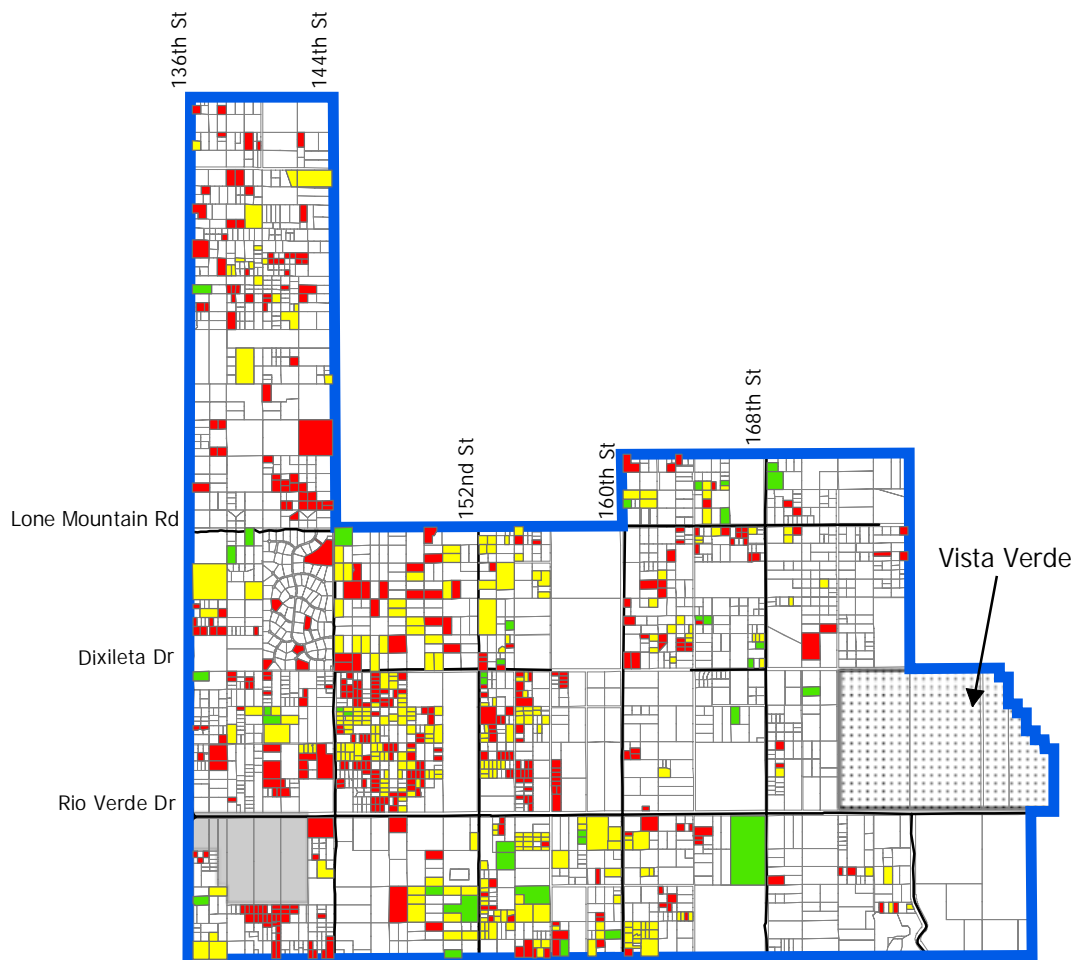 136th St
144th St
168th St
152nd St
160th St
Lone Mountain Rd
Vista Verde
Dixileta Dr
Rio Verde Dr